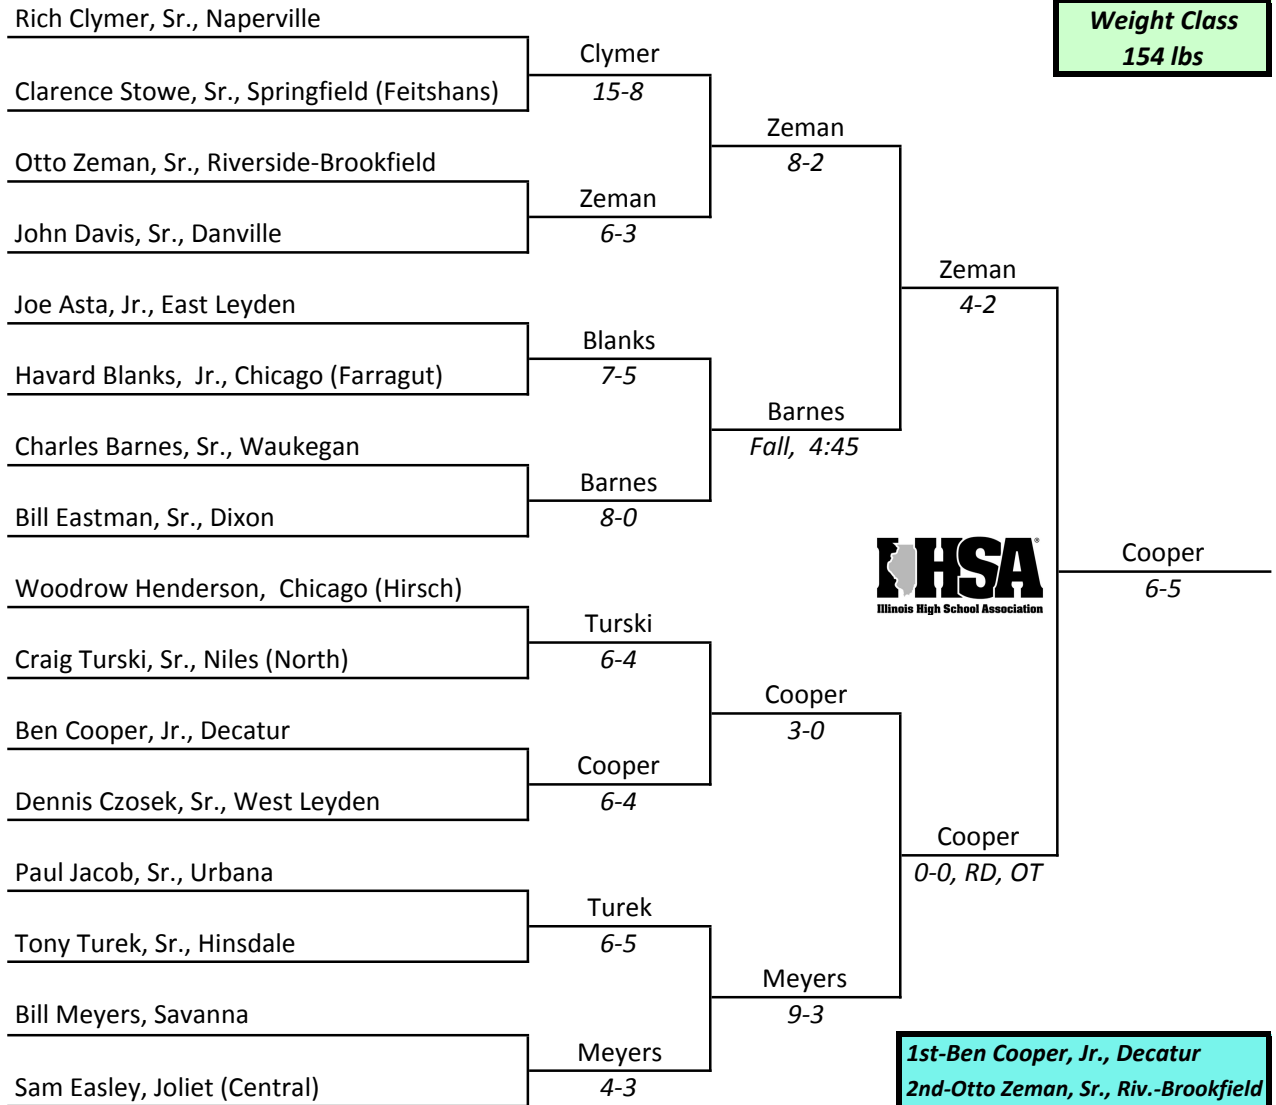 Rich Clymer, Sr., Naperville
Weight Class
154 lbs
Clymer
15-8
Clarence Stowe, Sr., Springfield (Feitshans)
Zeman
8-2
Otto Zeman, Sr., Riverside-Brookfield
Zeman
6-3
John Davis, Sr., Danville
Zeman
4-2
Joe Asta, Jr., East Leyden
Blanks
7-5
Havard Blanks, Jr., Chicago (Farragut)
Barnes
Fall, 4:45
Charles Barnes, Sr., Waukegan
Barnes
8-0
Bill Eastman, Sr., Dixon
IHSA®
Illinois High School Association
Cooper
6-5
Woodrow Henderson, Chicago (Hirsch)
Turski
6-4
Craig Turski, Sr., Niles (North)
Cooper
3-0
Ben Cooper, Jr., Decatur
Cooper
6-4
Dennis Czosek, Sr., West Leyden
Cooper
0-0, RD, OT
Paul Jacob, Sr., Urbana
Turek
6-5
Tony Turek, Sr., Hinsdale
Meyers
9-3
Bill Meyers, Savanna
Meyers
4-3
Sam Easley, Joliet (Central)
1st-Ben Cooper, Jr., Decatur
2nd-Otto Zeman, Sr., Riv.-Brookfield